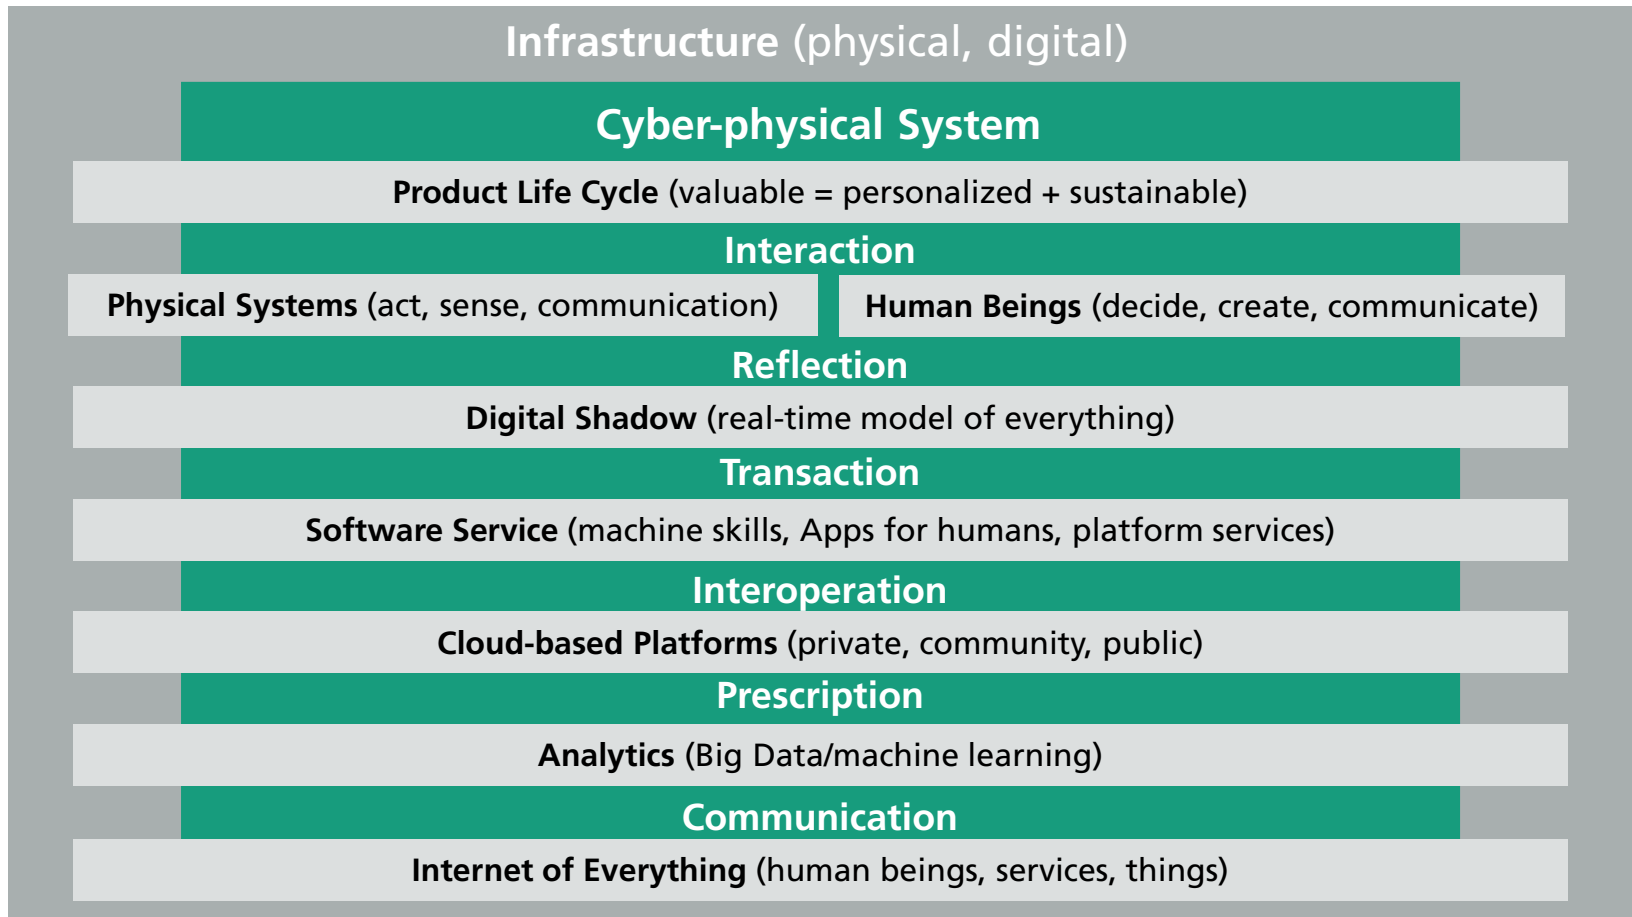 Infrastructure (physical, digital)
Cyber-physical System
Product Life Cycle (valuable = personalized + sustainable)
Interaction
Physical Systems (act, sense, communication)
Human Beings (decide, create, communicate)
Reflection
Digital Shadow (real-time model of everything)
Transaction
Software Service (machine skills, Apps for humans, platform services)
Interoperation
Cloud-based Platforms (private, community, public)
Prescription
Analytics (Big Data/machine learning)
Communication
Internet of Everything (human beings, services, things)